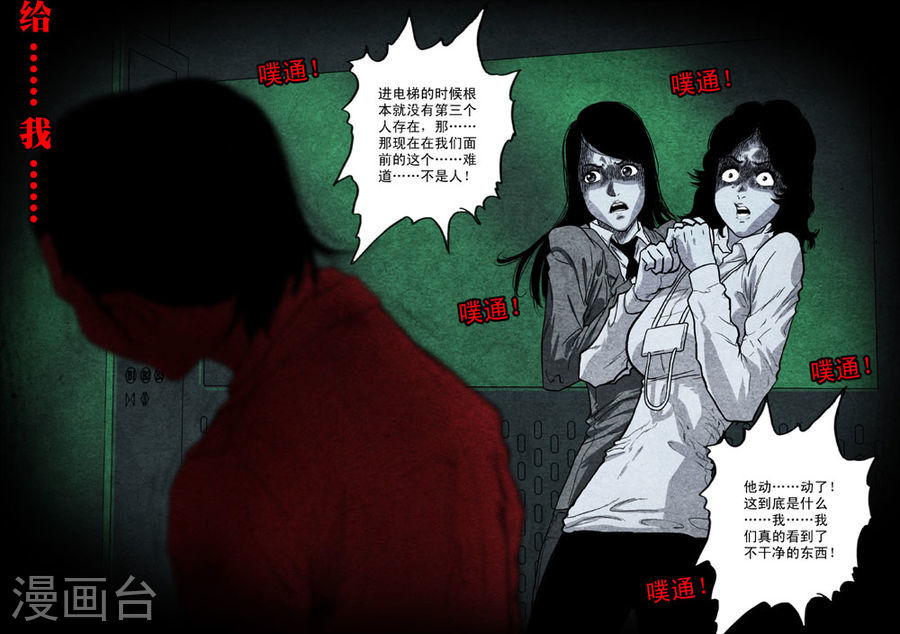 给……我……
噗通！
噗通！
进电梯的时候根
本就没有第三个
人存在，那……
那现在在我们面
前的这个……难
道……不是人！
噗通！
噗通！
他动……动了！
这到底是什么
……我……我
们真的看到了
不干净的东西！
噗通！
漫画台